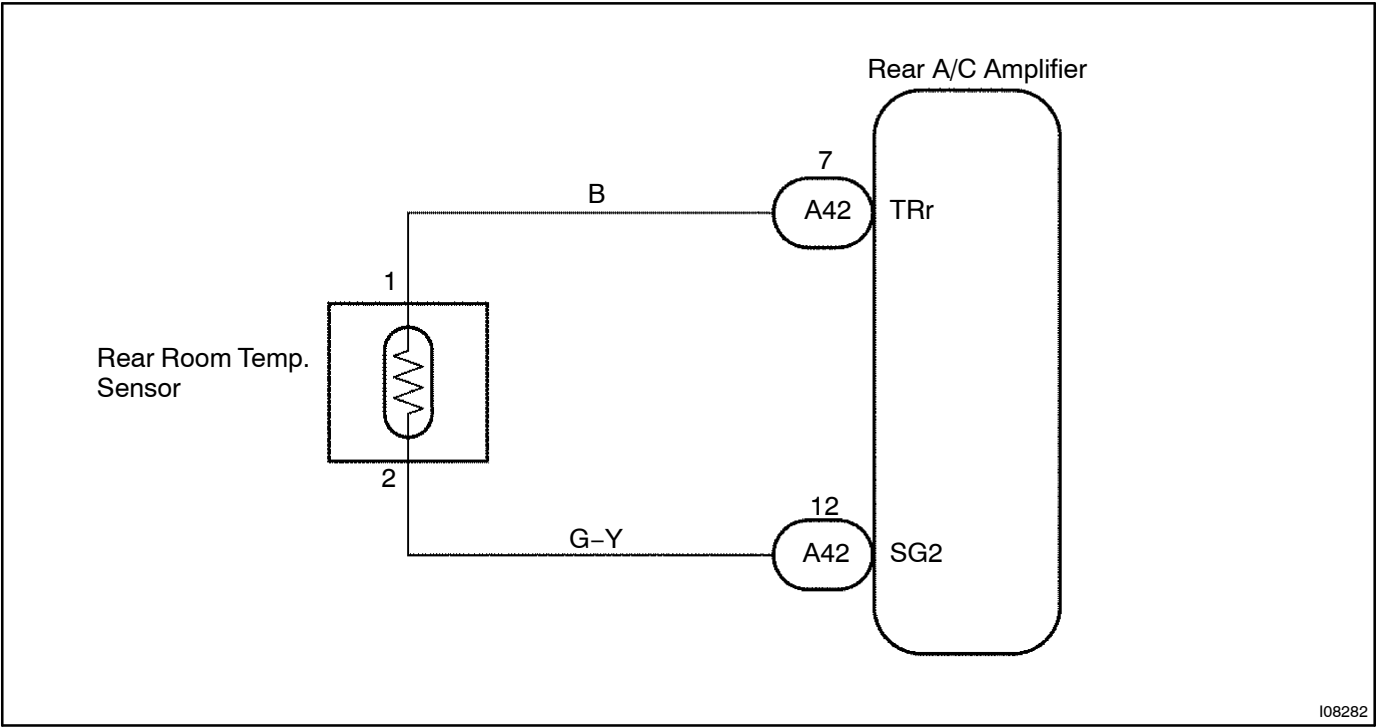 Rear A/C Amplifier
7
B
A42
TRr
1
Rear Room Temp.
Sensor
2
12
G–Y
A42
SG2
I08282